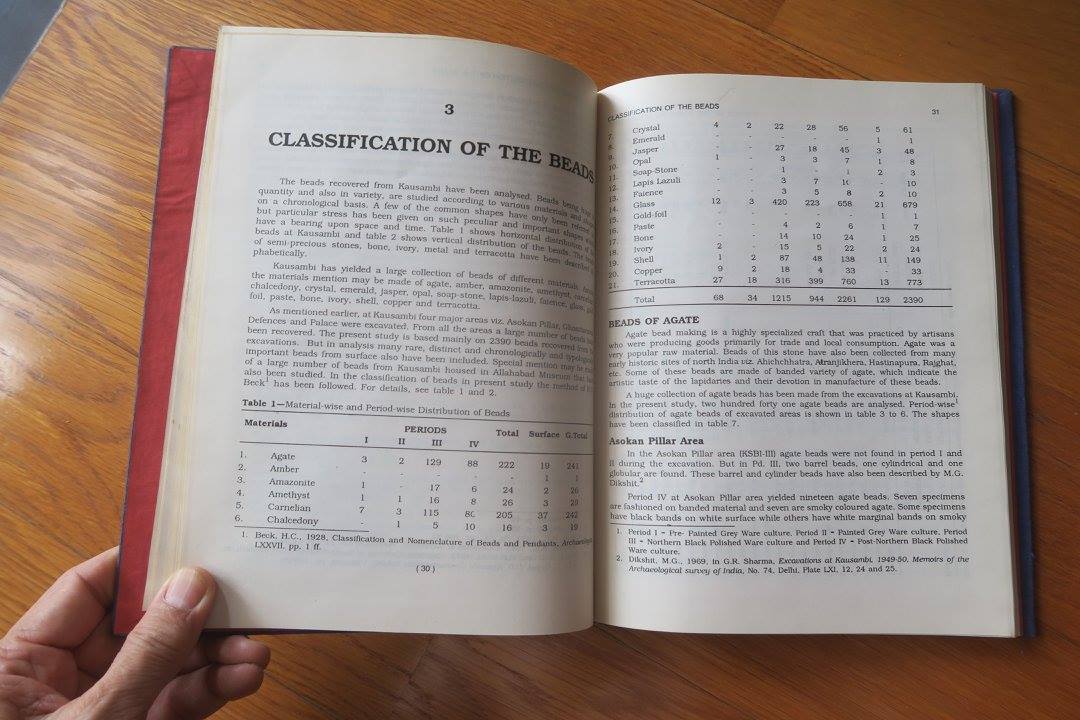 3
CLASSIFICATION OF THE BEADS
The beads recovered from Kausambi have been analysed. Beads being
quantity and also in variety, are studied according to various materials and
on a chronological basis. A few of the common shapes have only been
but particular stress has been given on such peculiar and important shapes
have a bearing upon space and time. Table 1 shows horizontal distribution of
beads at Kausambi and table 2 shows vertical distribution of the beads. The
of semi-precious stones, bone, ivory, metal and terracotta have been described
phabetically.
Kausambi has yielded a large collection of beads of different materials.
the materials mention may be made of agate, amber, amazonite, amethyst,
chalcedony, crystal, emerald, jasper, opal, soap-stone, lapis-lazuli, faience, glass,
foil, paste, bone, ivory, shell, copper and terracotta.
As mentioned earlier, at Kausambi four major areas viz. Asokan Pillar,
Defences and Palace were excavated. From all the areas a large number of beads
been recovered. The present study is based mainly on 2390 beads recovered from
excavations. But in analysis many rare, distinct and chronologically and
important beads from surface also have been included. Special mention may be
of a large number of beads from Kausambi housed in Allahabad Museum that
also been studied. In the classification of beads in present study the method of
Beck1 has been followed. For details, see table 1 and 2.
Table 1—Material-wise and Period-wise Distribution of Beads
Materials PERIODS Total Surface G.Total
I II III IV
1. Agate 3 2 129 88 222 19 241
2. Amber - - - - - 1 1
3. Amazonite 1 - 17 6 24 2 26
4. Amethyst 1 1 16 8 26 3 29
5. Carnelian 7 3 115 80 205 37 242
6. Chalcedony - 1 5 10 16 3 19
1. Beck, H.C., 1928, Classification and Nomenclature of Beads and Pendants, Archaeologia
LXXVII. pp. 1 ff.
(30)
CLASSIFICATION OF THE BEADS 31
7. Crystal 4 2 22 28 56 5 61
8. Emerald - - - - - 1 1
9. Jasper - - 27 18 45 3 48
10. Opal 1 - 3 3 7 1 8
11. Soap-Stone - - 1 - 1 2 3
12. Lapis Lazuli - - 3 7 10 - 10
13. Faience - - 3 5 8 2 10
14. Glass 12 3 420 223 658 21 679
15. Gold-foil - - - - - 1 1
16. Paste - - 4 2 6 1 7
17. Bone - - 14 10 24 1 25
18. Ivory 2 - 15 5 22 2 24
19. Shell 1 2 87 48 138 11 149
20. Copper 9 2 18 4 33 - 33
21. Terracotta 27 18 316 399 760 13 773
Total 68 34 1215 944 2261 129 2390
BEADS OF AGATE
Agate bead making is a highly specialized craft that was practiced by artisans
who were producing goods primarily for trade and local consumption. Agate was a
very popular raw material. Beads of this stone have also been collected from many
early historic sites of north India viz. Ahichchhatra, Atranjikhera, Hastinapura, Rajghat,
etc. Some of these beads are made of banded variety of agate, which indicate the
artistic taste of the lapidaries and their devotion in manufacture of these beads.
A huge collection of agate beads has been made from the excavations at Kausambi.
In the present study, two hundred forty one agate beads are analysed. Period-wise1
distribution of agate beads of excavated areas is shown in table 3 to 6. The shapes
have been classified in table 7.
Asokan Pillar Area
In the Asokan Pillar area (KSBI-III) agate beads were not found in period I and
II during the excavation. But in Pd. III, two barrel beads, one cylindrical and one
globular are found. These barrel and cylinder beads have also been described by M.G.
Dikshit.2
Period IV at Asokan Pillar area yielded nineteen agate beads. Seven specimens
are fashioned on banded material and seven are smoky coloured agate. Some specimens
have black bands on white surface while others have white marginal bands on smoky
1. Period I - Pre- Painted Grey Ware culture, Period II - Painted Grey Ware culture, Period
III - Northern Black Polished Ware culture and Period IV - Post-Northern Black Polished
Ware culture.
2. Dikshit, M.G., 1969, in G.R. Sharma, Excavations at Kausambi, 1949-50, Memoirs of the
Archaeological survey of India, No. 74, Delhi, Plate LXI, 12, 24 and 25.